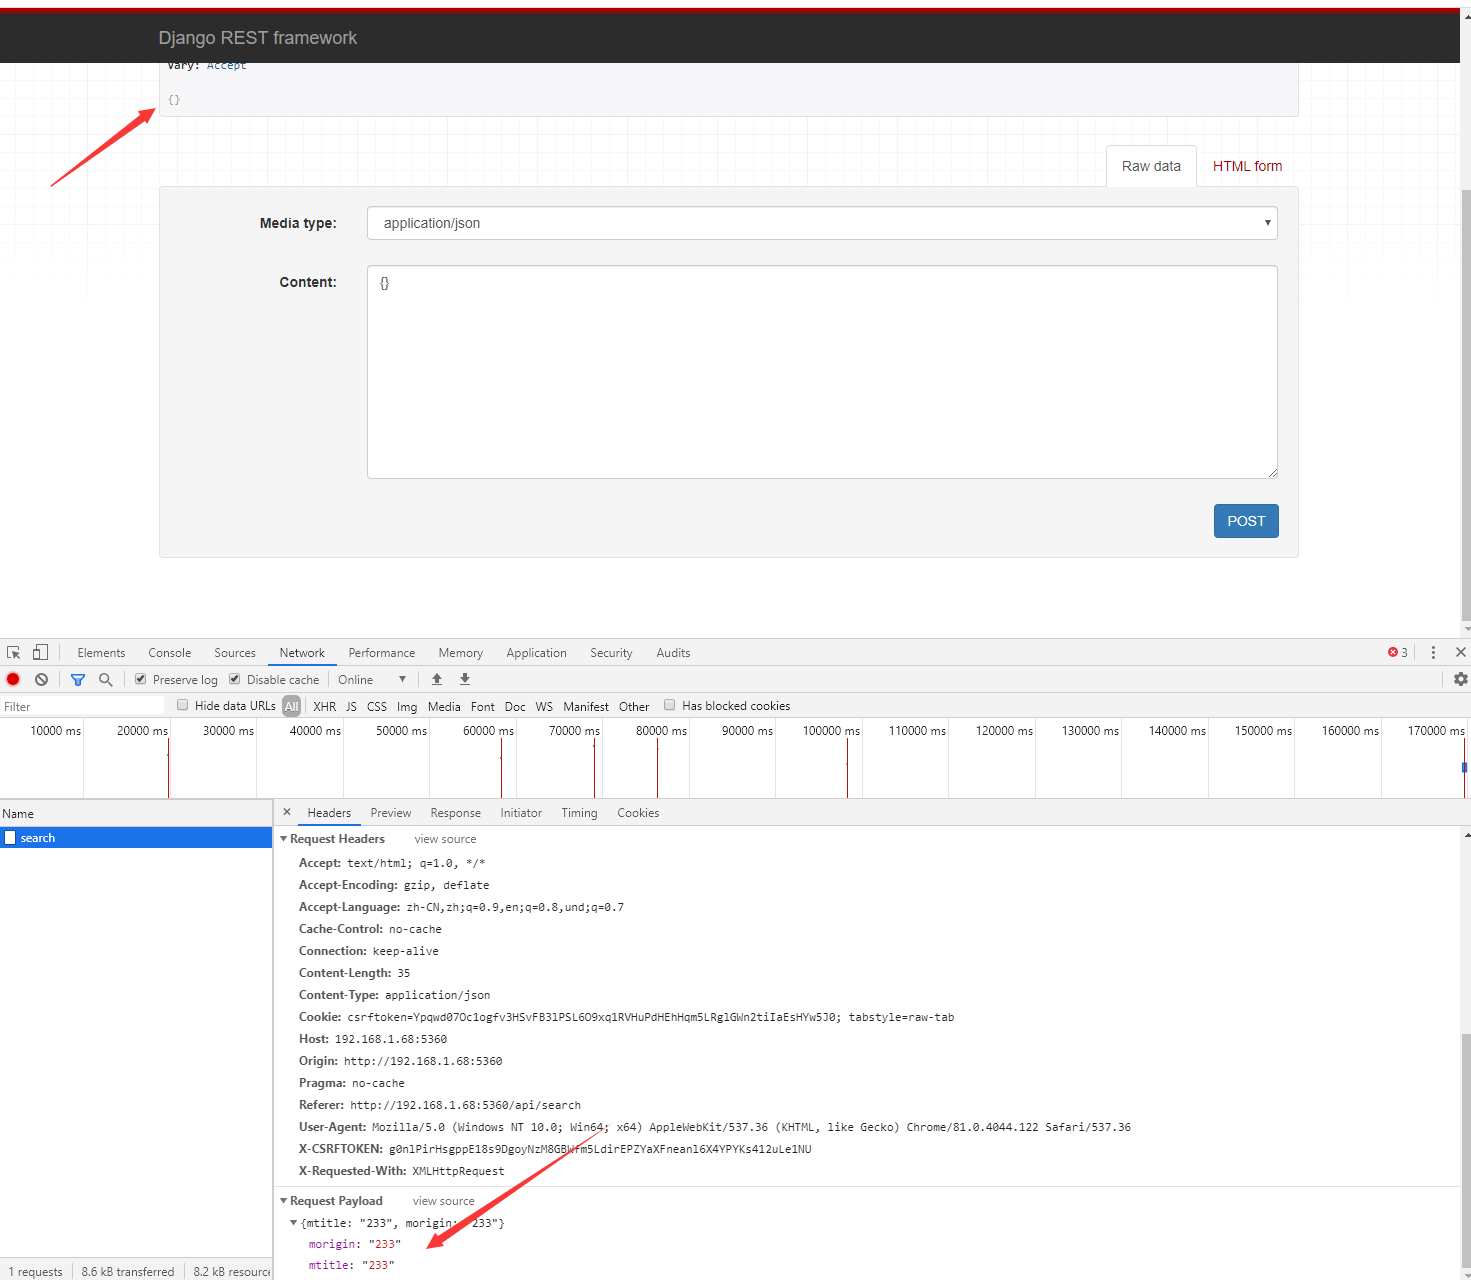 Django REST framework
Vary: Accept
{}
Raw data
HTML form
Media type:
application/json
Content:
{}
POST
Elements Console Sources Network Performance Memory Application Security Audits
3
Preserve log Disable cache Online
Filter
Hide data URLs All XHR JS CSS Img Media Font Doc WS Manifest Other Has blocked cookies
10000 ms 20000 ms 30000 ms 40000 ms 50000 ms 60000 ms 70000 ms 80000 ms 90000 ms 100000 ms 110000 ms 120000 ms 130000 ms 140000 ms 150000 ms 160000 ms 170000 ms
Name
search
Headers Preview Response Initiator Timing Cookies
Request Headers view source
Accept: text/html; q=1.0, */*
Accept-Encoding: gzip, deflate
Accept-Language: zh-CN,zh;q=0.9,en;q=0.8,und;q=0.7
Cache-Control: no-cache
Connection: keep-alive
Content-Length: 35
Content-Type: application/json
Cookie: csrftoken=Ypqwd07Oc1ogfv3HSvFB3lPSL6O9xq1RVHuPdHEhHqm5LRglGWn2tiIaEsHYw5J0; tabstyle=raw-tab
Host: 192.168.1.68:5360
Origin: http://192.168.1.68:5360
Pragma: no-cache
Referer: http://192.168.1.68:5360/api/search
User-Agent: Mozilla/5.0 (Windows NT 10.0; Win64; x64) AppleWebKit/537.36 (KHTML, like Gecko) Chrome/81.0.4044.122 Safari/537.36
X-CSRFTOKEN: g0nlPirHsgppE18s9DgoyNzM8GBWfm5LdirEPZYaXFneanl6X4YPYKs412uLe1NU
X-Requested-With: XMLHttpRequest
Request Payload view source
{mtitle: "233", morigin: "233"}
morigin: "233"
mtitle: "233"
1 requests 8.6 kB transferred 8.2 kB resourc